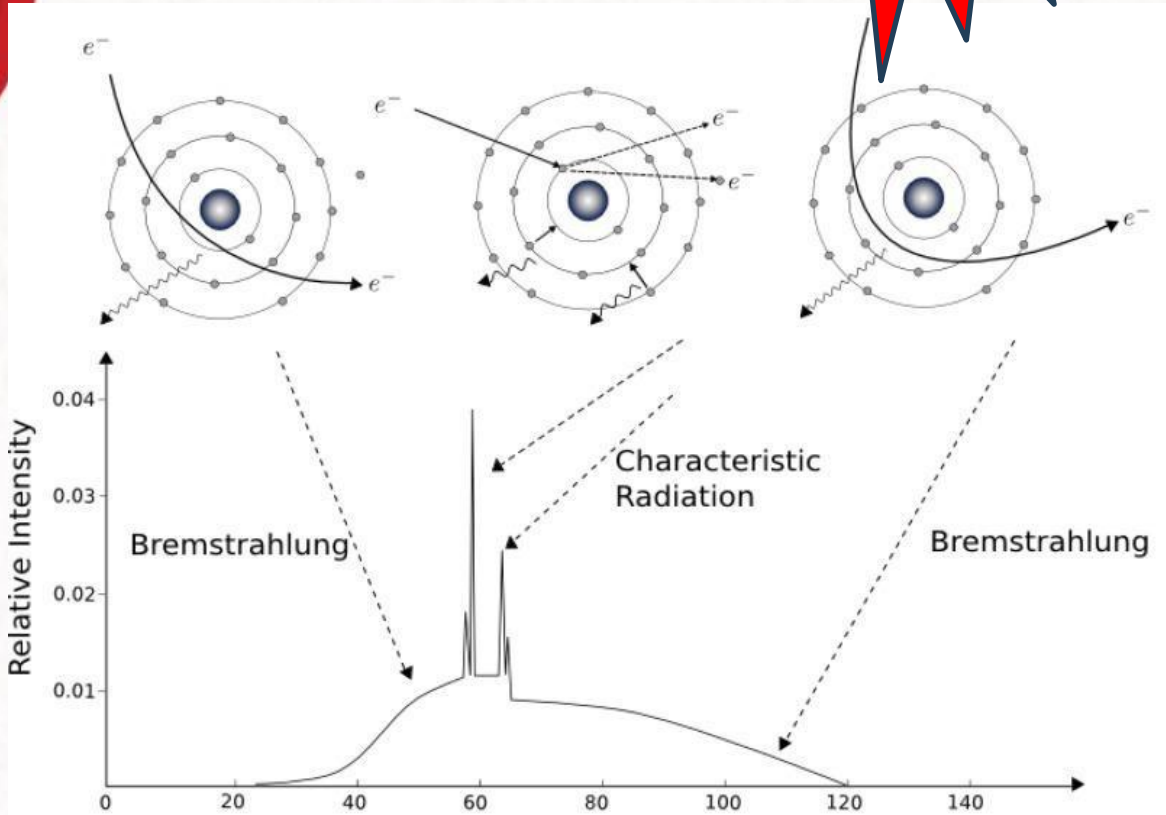 e⁻
e⁻
e⁻
e⁻
e⁻
e⁻
Relative Intensity
0.04
0.03
0.02
0.01
Bremstrahlung
Characteristic
Radiation
Bremstrahlung
0 20 40 60 80 100 120 140